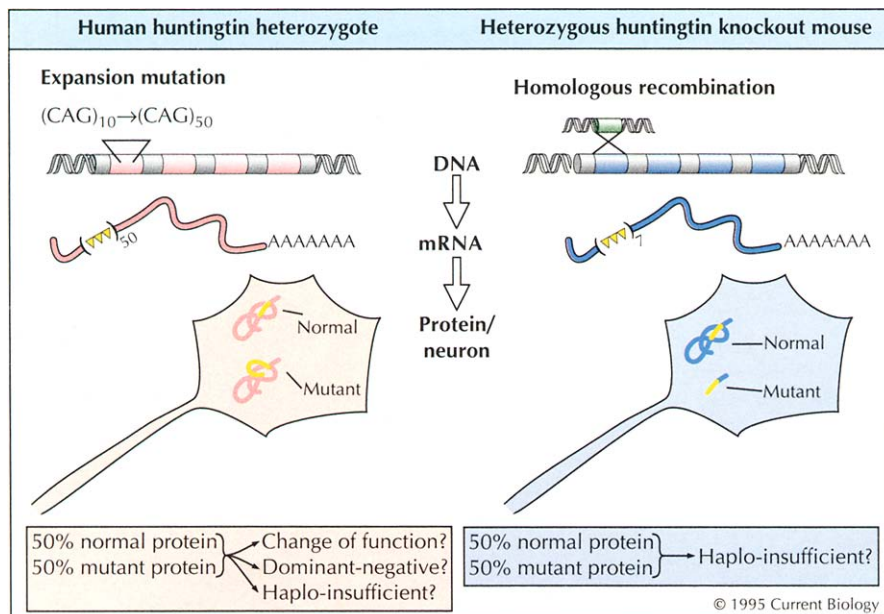 Human huntingtin heterozygote
Heterozygous huntingtin knockout mouse
Expansion mutation
(CAG)10→(CAG)50
Homologous recombination
DNA
mRNA
Protein/
neuron
50
AAAAAAA
Normal
Mutant
7
AAAAAAA
Normal
Mutant
50% normal protein
50% mutant protein
Change of function?
Dominant-negative?
Haplo-insufficient?
50% normal protein
50% mutant protein
Haplo-insufficient?
© 1995 Current Biology